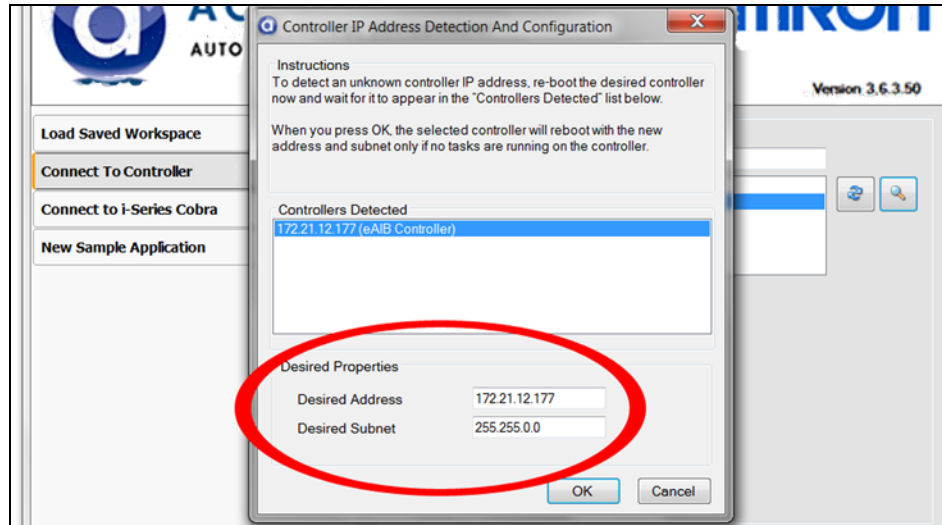 AUTO
Controller IP Address Detection And Configuration
Version 3.6.3.50
Instructions
To detect an unknown controller IP address, re-boot the desired controller
now and wait for it to appear in the "Controllers Detected" list below.
When you press OK, the selected controller will reboot with the new
address and subnet only if no tasks are running on the controller.
Load Saved Workspace
Connect To Controller
Connect to i-Series Cobra
New Sample Application
Controllers Detected
172.21.12.177 (eAIB Controller)
Desired Properties
Desired Address 172.21.12.177
Desired Subnet 255.255.0.0
OK Cancel